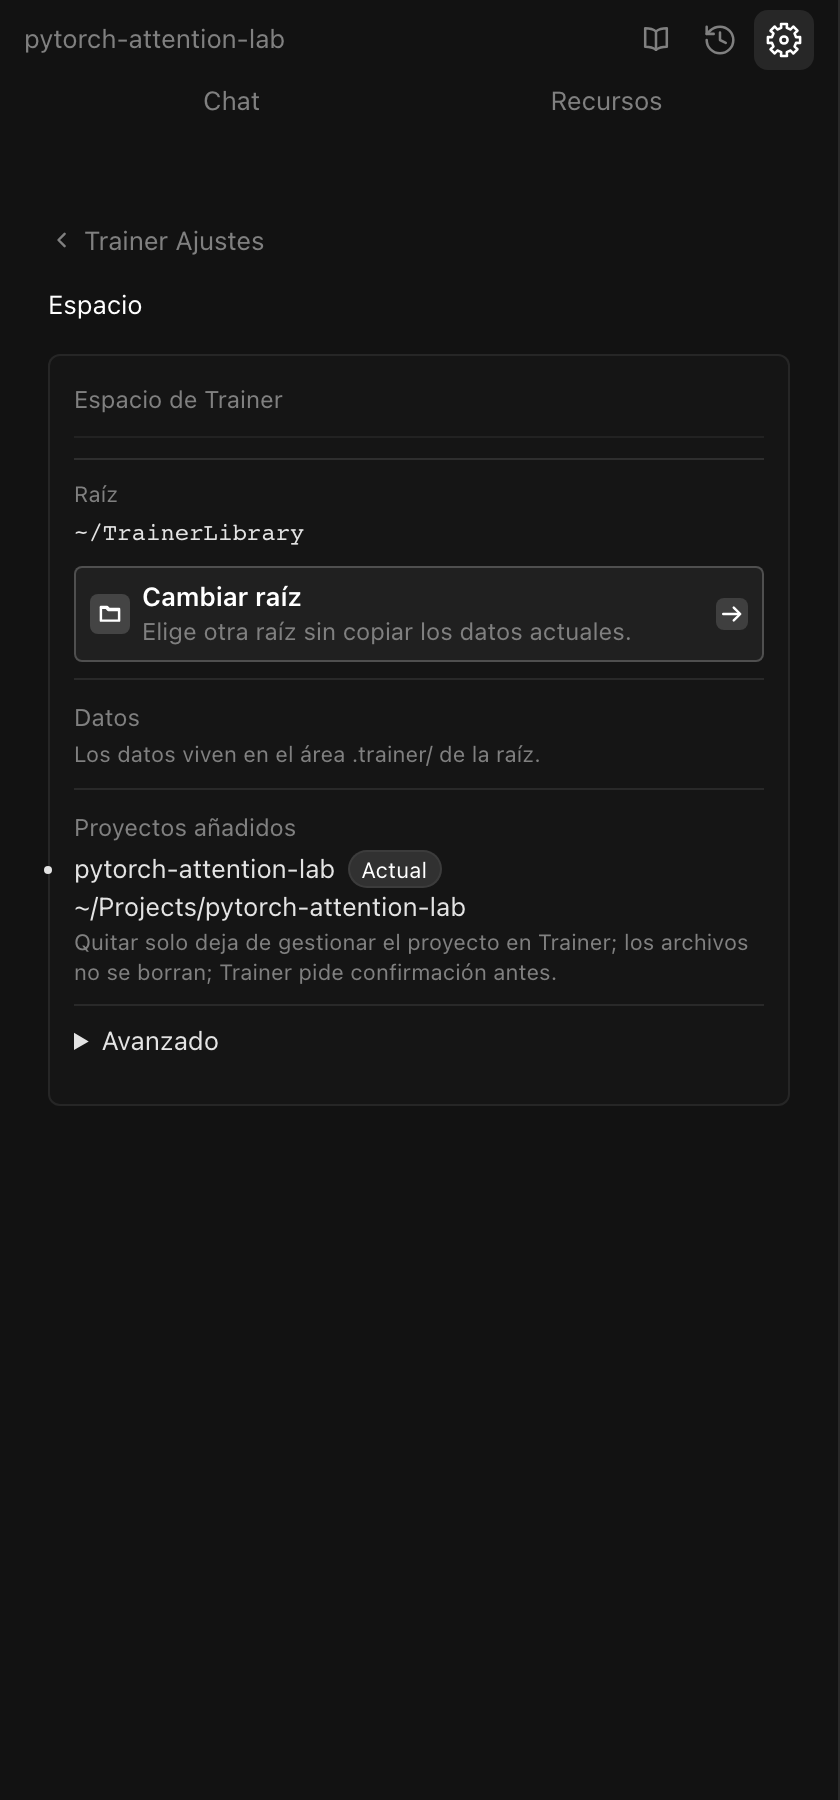 pytorch-attention-lab
Chat
Recursos
Trainer Ajustes
Espacio
Espacio de Trainer
Raíz
~/TrainerLibrary
Cambiar raíz
Elige otra raíz sin copiar los datos actuales.
Datos
Los datos viven en el área .trainer/ de la raíz.
Proyectos añadidos
pytorch-attention-lab Actual
~/Projects/pytorch-attention-lab
Quitar solo deja de gestionar el proyecto en Trainer; los archivos
no se borran; Trainer pide confirmación antes.
Avanzado